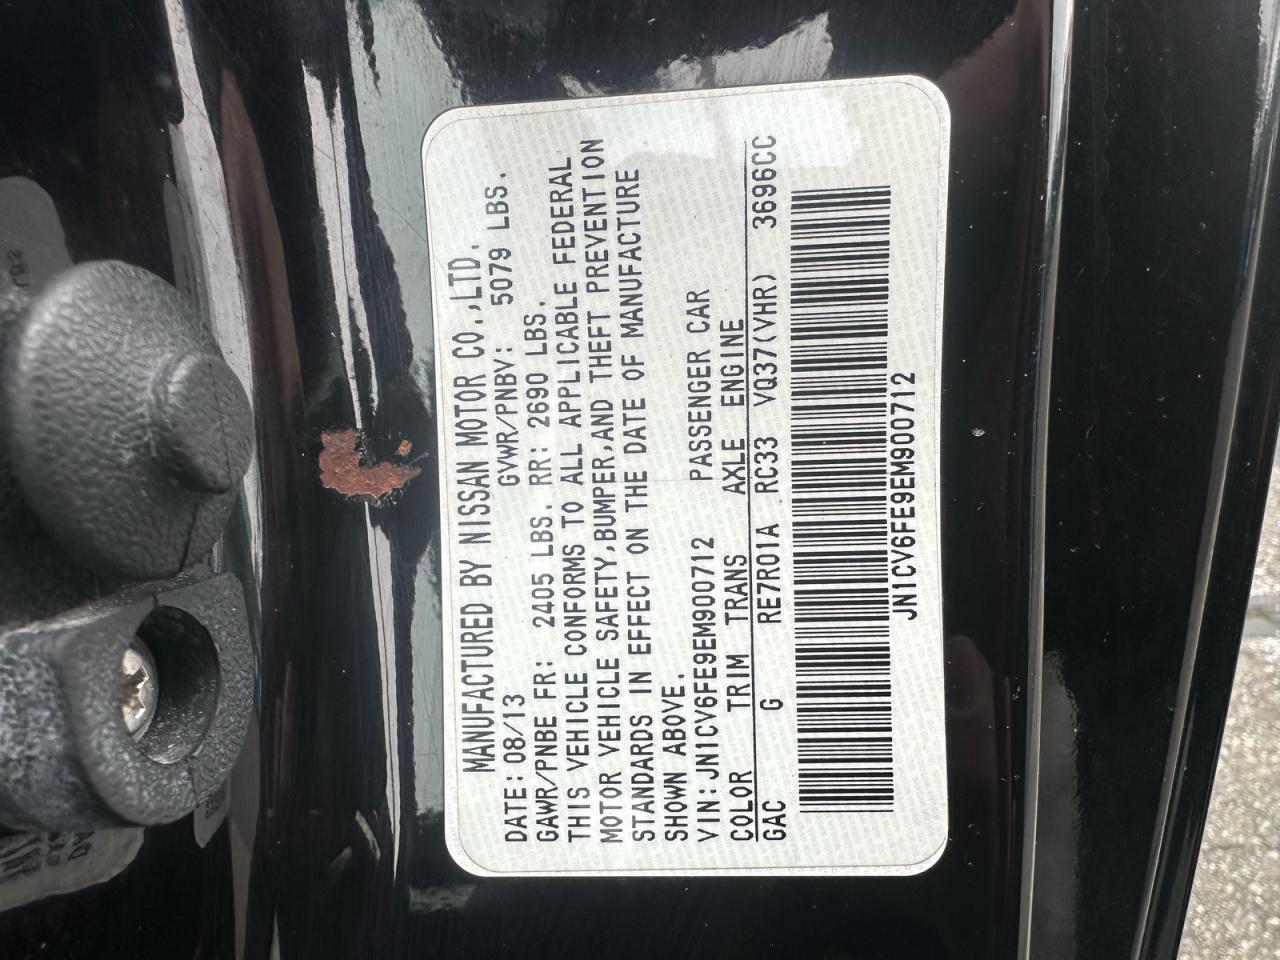 MANUFACTURED BY NISSAN MOTOR CO.,LTD.
DATE: 08/13 GVWR/PNBV: 5079 LBS.
GAWR/PNBE FR: 2405 LBS. RR: 2690 LBS.
THIS VEHICLE CONFORMS TO ALL APPLICABLE FEDERAL
MOTOR VEHICLE SAFETY,BUMPER,AND THEFT PREVENTION
STANDARDS IN EFFECT ON THE DATE OF MANUFACTURE
SHOWN ABOVE.
VIN:JN1CV6FE9EM900712 PASSENGER CAR
COLOR TRIM TRANS AXLE ENGINE
GAC G RE7R01A RC33 VQ37(VHR) 3696CC
JN1CV6FE9EM900712